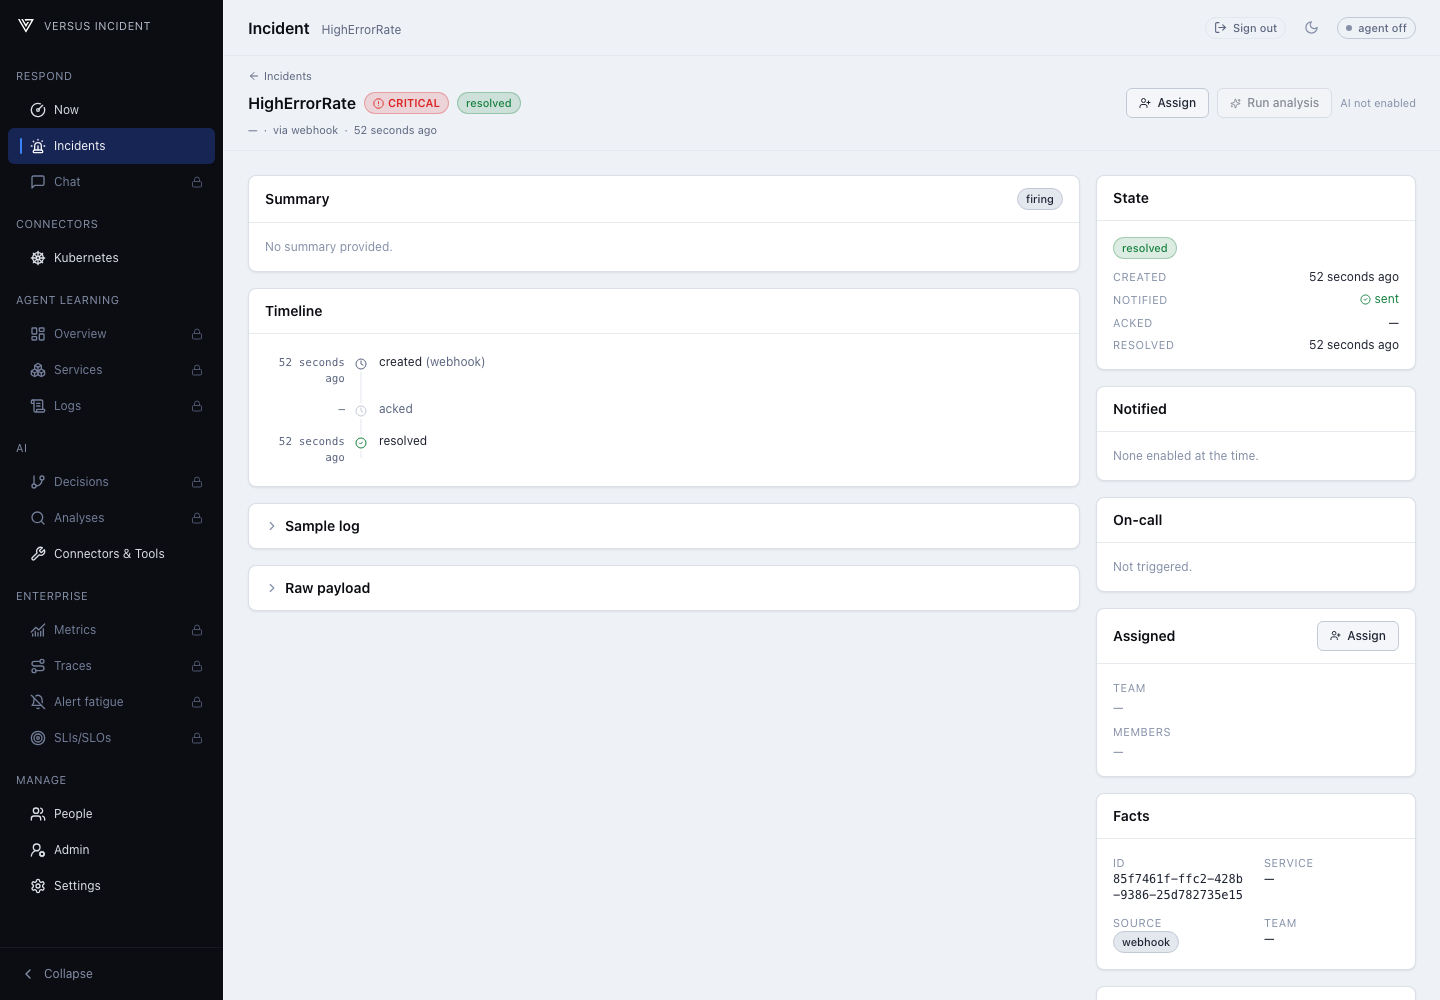 VERSUS INCIDENT
RESPOND
Now
Incidents
Chat
CONNECTORS
Kubernetes
AGENT LEARNING
Overview
Services
Logs
AI
Decisions
Analyses
Connectors & Tools
ENTERPRISE
Metrics
Traces
Alert fatigue
SLIs/SLOs
MANAGE
People
Admin
Settings
Collapse
Incident HighErrorRate
Sign out
agent off
Incidents
HighErrorRate CRITICAL resolved
— · via webhook · 52 seconds ago
Assign
Run analysis
AI not enabled
Summary
firing
No summary provided.
Timeline
52 seconds ago
created (webhook)
— acked
52 seconds ago
resolved
Sample log
Raw payload
State
resolved
CREATED 52 seconds ago
NOTIFIED sent
ACKED —
RESOLVED 52 seconds ago
Notified
None enabled at the time.
On-call
Not triggered.
Assigned
Assign
TEAM
—
MEMBERS
—
Facts
ID
85f7461f-ffc2-428b
-9386-25d782735e15
SERVICE
—
SOURCE
webhook
TEAM
—